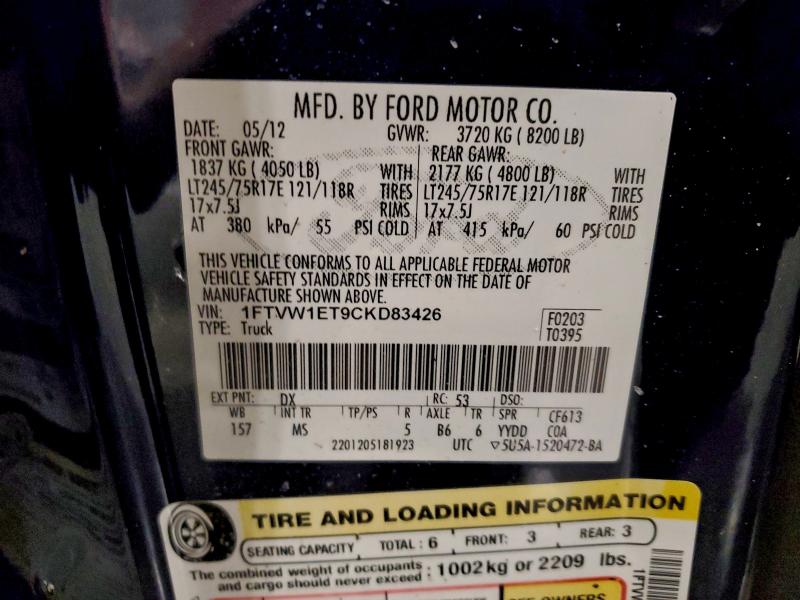 MFD. BY FORD MOTOR CO.
DATE: 05/12 GVWR: 3720 KG ( 8200 LB)
FRONT GAWR: REAR GAWR:
1837 KG ( 4050 LB) WITH 2177 KG ( 4800 LB) WITH
LT245/75R17E 121/118R TIRES LT245/75R17E 121/118R TIRES
17x7.5J RIMS 17x7.5J RIMS
AT 380 kPa/ 55 PSI COLD AT 415 kPa/ 60 PSI COLD
THIS VEHICLE CONFORMS TO ALL APPLICABLE FEDERAL MOTOR
VEHICLE SAFETY STANDARDS IN EFFECT ON THE DATE OF
MANUFACTURE SHOWN ABOVE.
VIN: 1FTVW1ET9CKD83426 F0203
TYPE: Truck T0395
EXT PNT: DX RC: 53 DSO:
WB INT TR TP/PS R AXLE TR SPR CF613
157 MS 5 B6 6 YYDD COA
2201205181923 UTC ▽5U5A-1520472-BA
TIRE AND LOADING INFORMATION
SEATING CAPACITY TOTAL : 6 FRONT: 3 REAR: 3
The combined weight of occupants
and cargo should never exceed : 1002 kg or 2209 lbs.
SEE OWNERS
1FTV